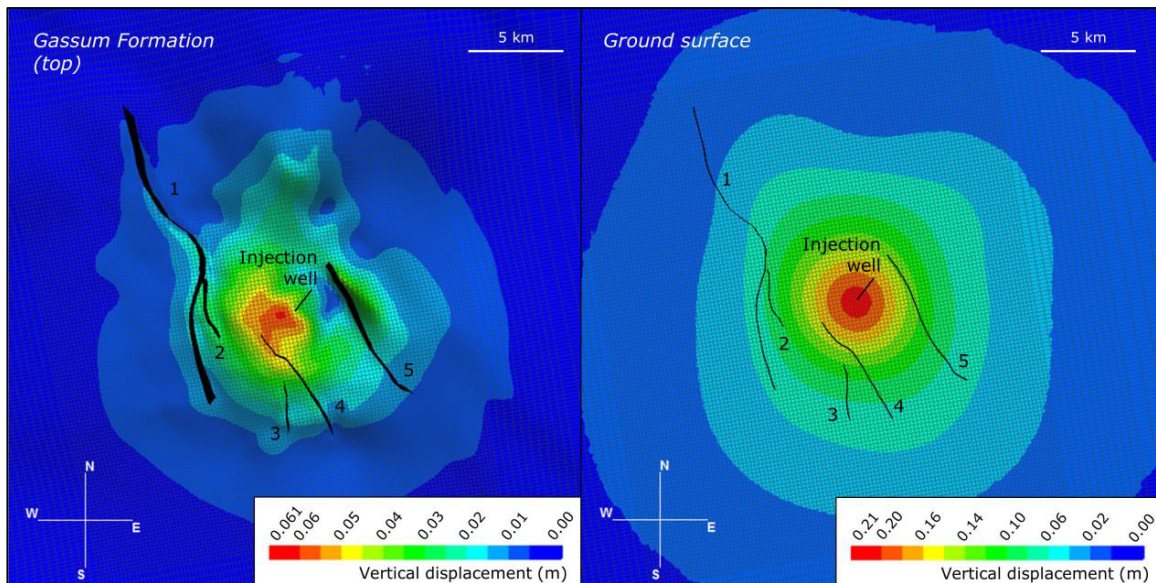 Gassum Formation
(top)
5 km
1
Injection
well
2
3
4
5
N
W
E
S
0.061
0.06
0.05
0.04
0.03
0.02
0.01
0.00
Vertical displacement (m)
Ground surface
5 km
1
Injection
well
2
3
4
5
N
W
E
S
0.21
0.20
0.16
0.14
0.10
0.06
0.02
0.00
Vertical displacement (m)